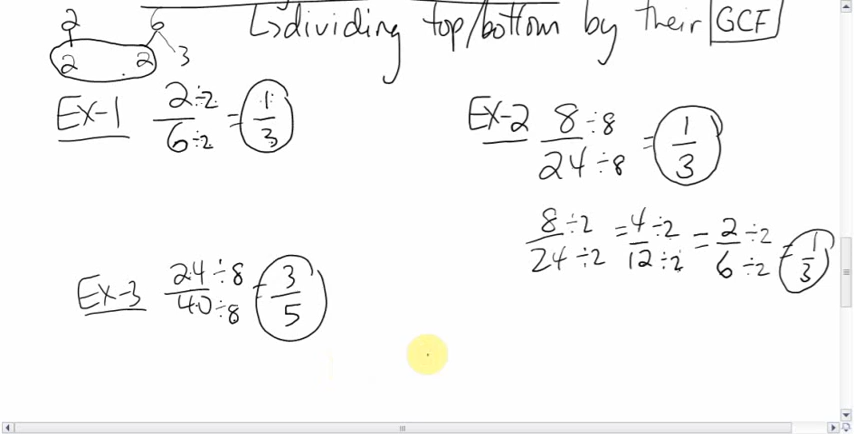 ↳dividing top/bottom by their GCF
2 6
2 2 3
Ex-1 2÷2/6÷2 = 1/3
Ex-2 8÷8/24÷8 = 1/3
8÷2/24÷2 = 4÷2/12÷2 = 2÷2/6÷2 = 1/3
Ex-3 24÷8/40÷8 = 3/5